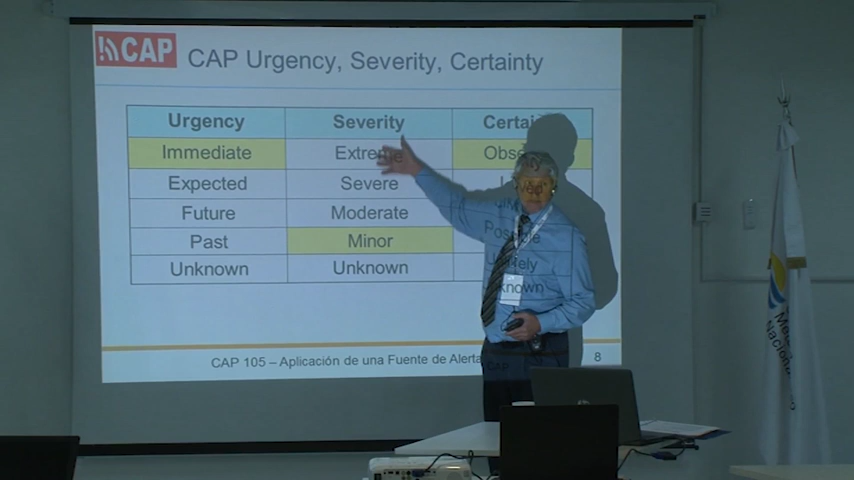 CAP
CAP Urgency, Severity, Certainty
Urgency Severity
Immediate Extreme
Expected Severe
Future Moderate
Past Minor
Unknown Unknown
CAP 105 – Aplicación de una Fuente de Alerta
8